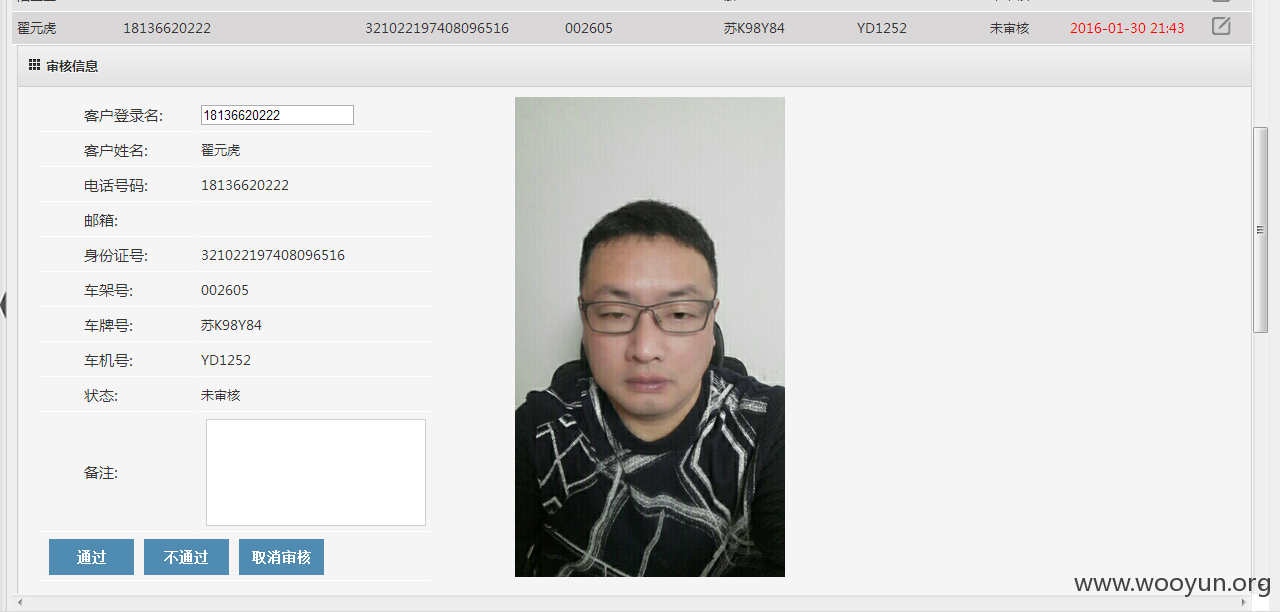 翟元虎 18136620222 321022197408096516 002605 苏K98Y84 YD1252 未审核 2016-01-30 21:43
审核信息
客户登录名: 18136620222
客户姓名: 翟元虎
电话号码: 18136620222
邮箱:
身份证号: 321022197408096516
车架号: 002605
车牌号: 苏K98Y84
车机号: YD1252
状态: 未审核
备注:
通过 不通过 取消审核
www.wooyun.org